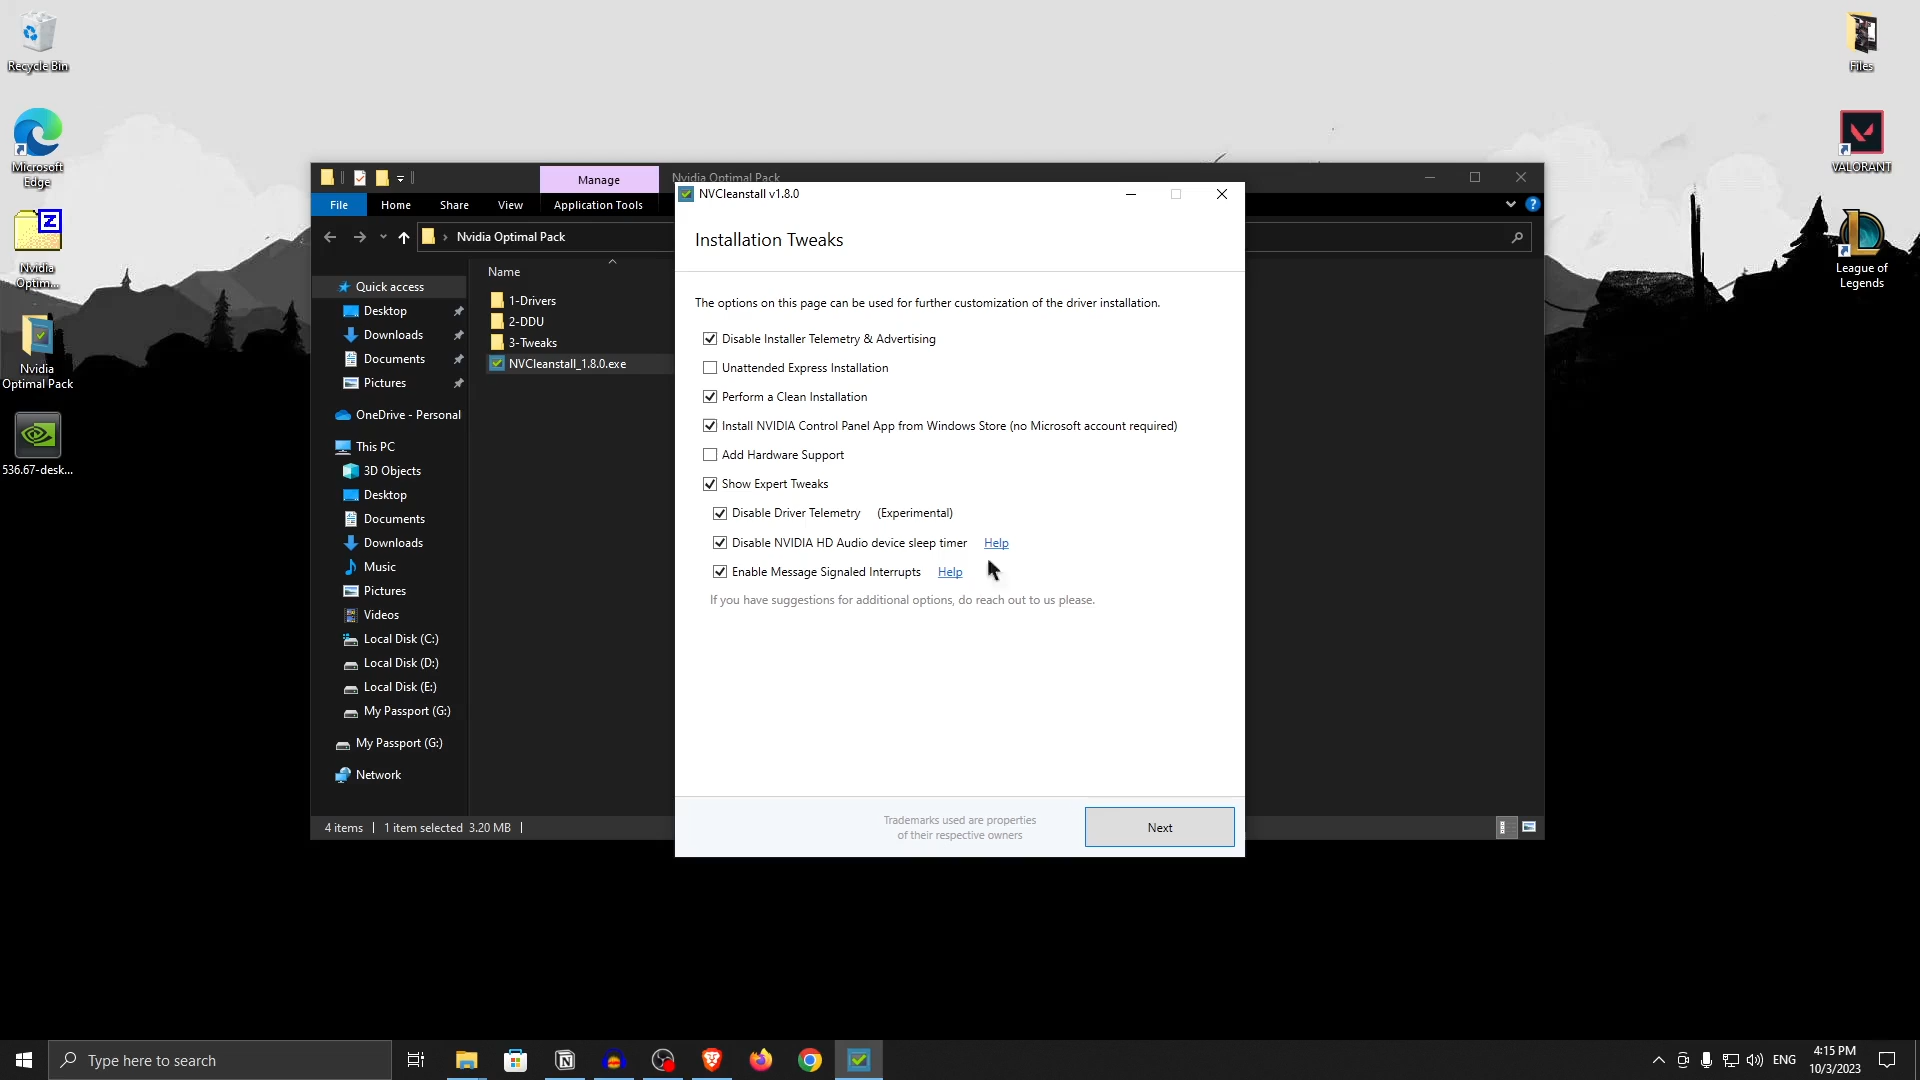 Recycle Bin
Microsoft
Edge
Nvidia
Optim...
Nvidia
Optimal Pack
536.67-desk...
Files
VALORANT
League of
Legends
Manage
Nvidia Optimal Pack
File
Home
Share
View
Application Tools
Nvidia Optimal Pack
Name
Quick access
Desktop
Downloads
Documents
Pictures
OneDrive - Personal
This PC
3D Objects
Desktop
Documents
Downloads
Music
Pictures
Videos
Local Disk (C:)
Local Disk (D:)
Local Disk (E:)
My Passport (G:)
My Passport (G:)
Network
1-Drivers
2-DDU
3-Tweaks
NVCleanstall_1.8.0.exe
4 items
1 item selected 3.20 MB
NVCleanstall v1.8.0
Installation Tweaks
The options on this page can be used for further customization of the driver installation.
Disable Installer Telemetry & Advertising
Unattended Express Installation
Perform a Clean Installation
Install NVIDIA Control Panel App from Windows Store (no Microsoft account required)
Add Hardware Support
Show Expert Tweaks
Disable Driver Telemetry (Experimental)
Disable NVIDIA HD Audio device sleep timer Help
Enable Message Signaled Interrupts Help
If you have suggestions for additional options, do reach out to us please.
Trademarks used are properties
of their respective owners
Next
Type here to search
ENG
4:15 PM
10/3/2023